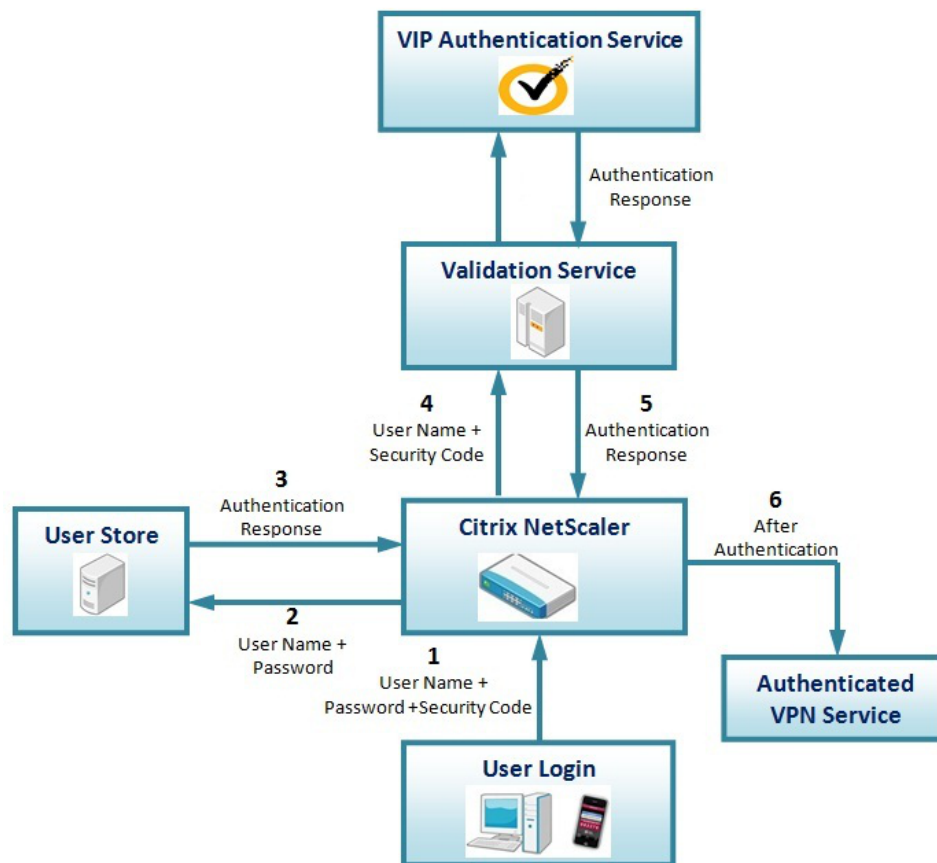 VIP Authentication Service
Authentication
Response
Validation Service
4
User Name +
Security Code
5
Authentication
Response
3
Authentication
Response
User Store
Citrix NetScaler
6
After
Authentication
2
User Name +
Password
1
User Name +
Password +Security Code
Authenticated
VPN Service
User Login